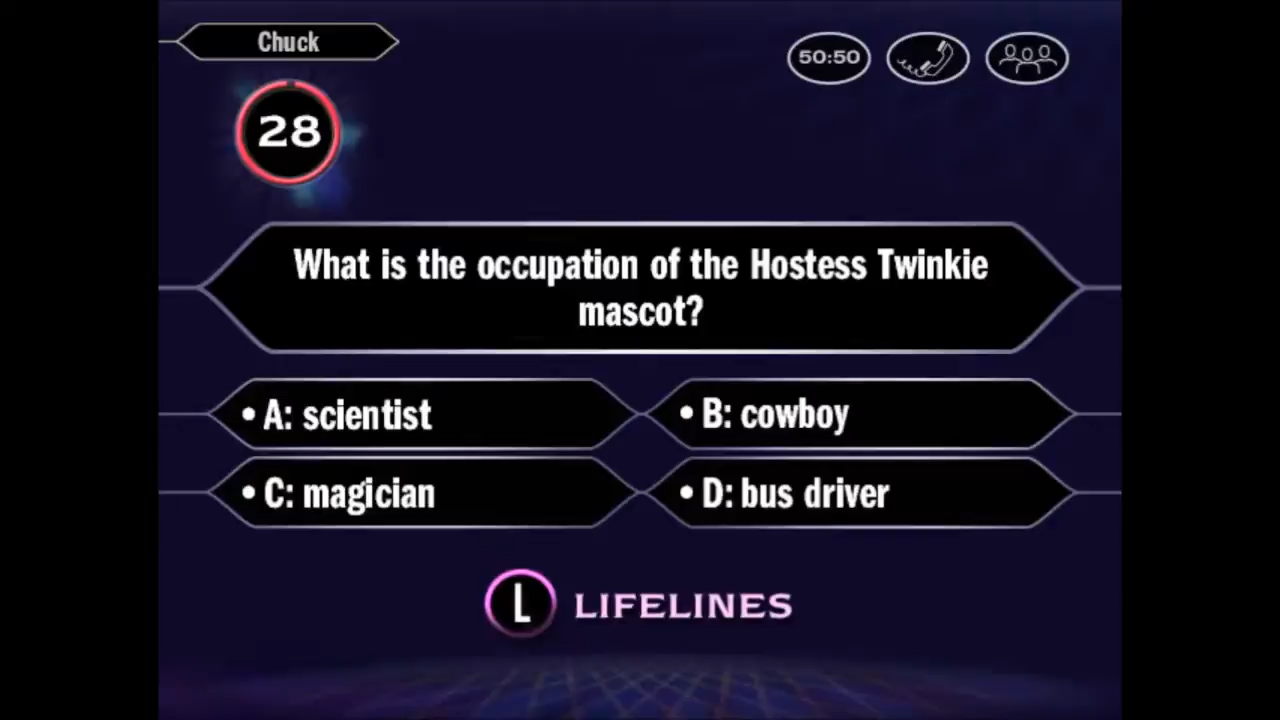 Chuck
50:50
28
What is the occupation of the Hostess Twinkie
mascot?
• A: scientist
• B: cowboy
• C: magician
• D: bus driver
L LIFELINES